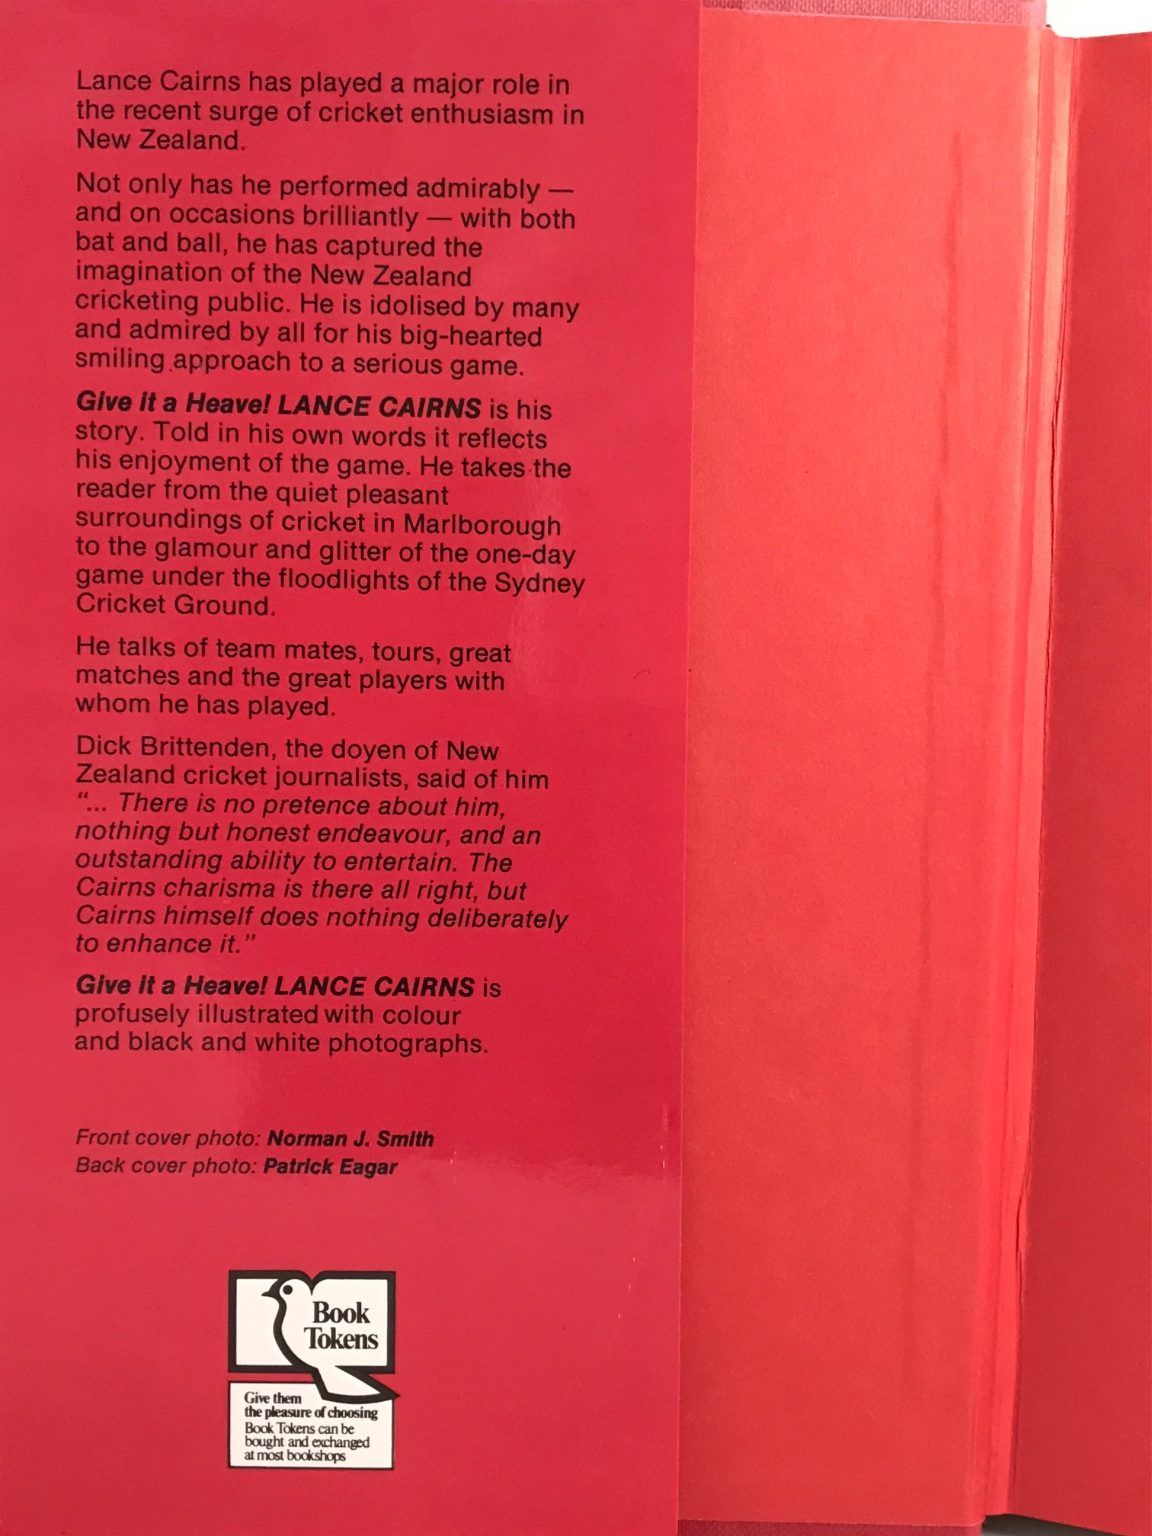 Lance Cairns has played a major role in
the recent surge of cricket enthusiasm in
New Zealand.
Not only has he performed admirably —
and on occasions brilliantly — with both
bat and ball, he has captured the
imagination of the New Zealand
cricketing public. He is idolised by many
and admired by all for his big-hearted
smiling approach to a serious game.
Give it a Heave! LANCE CAIRNS is his
story. Told in his own words it reflects
his enjoyment of the game. He takes the
reader from the quiet pleasant
surroundings of cricket in Marlborough
to the glamour and glitter of the one-day
game under the floodlights of the Sydney
Cricket Ground.
He talks of team mates, tours, great
matches and the great players with
whom he has played.
Dick Brittenden, the doyen of New
Zealand cricket journalists, said of him
“... There is no pretence about him,
nothing but honest endeavour, and an
outstanding ability to entertain. The
Cairns charisma is there all right, but
Cairns himself does nothing deliberately
to enhance it.”
Give it a Heave! LANCE CAIRNS is
profusely illustrated with colour
and black and white photographs.
Front cover photo: Norman J. Smith
Back cover photo: Patrick Eagar
Book
Tokens
Give them
the pleasure of choosing
Book Tokens can be
bought and exchanged
at most bookshops